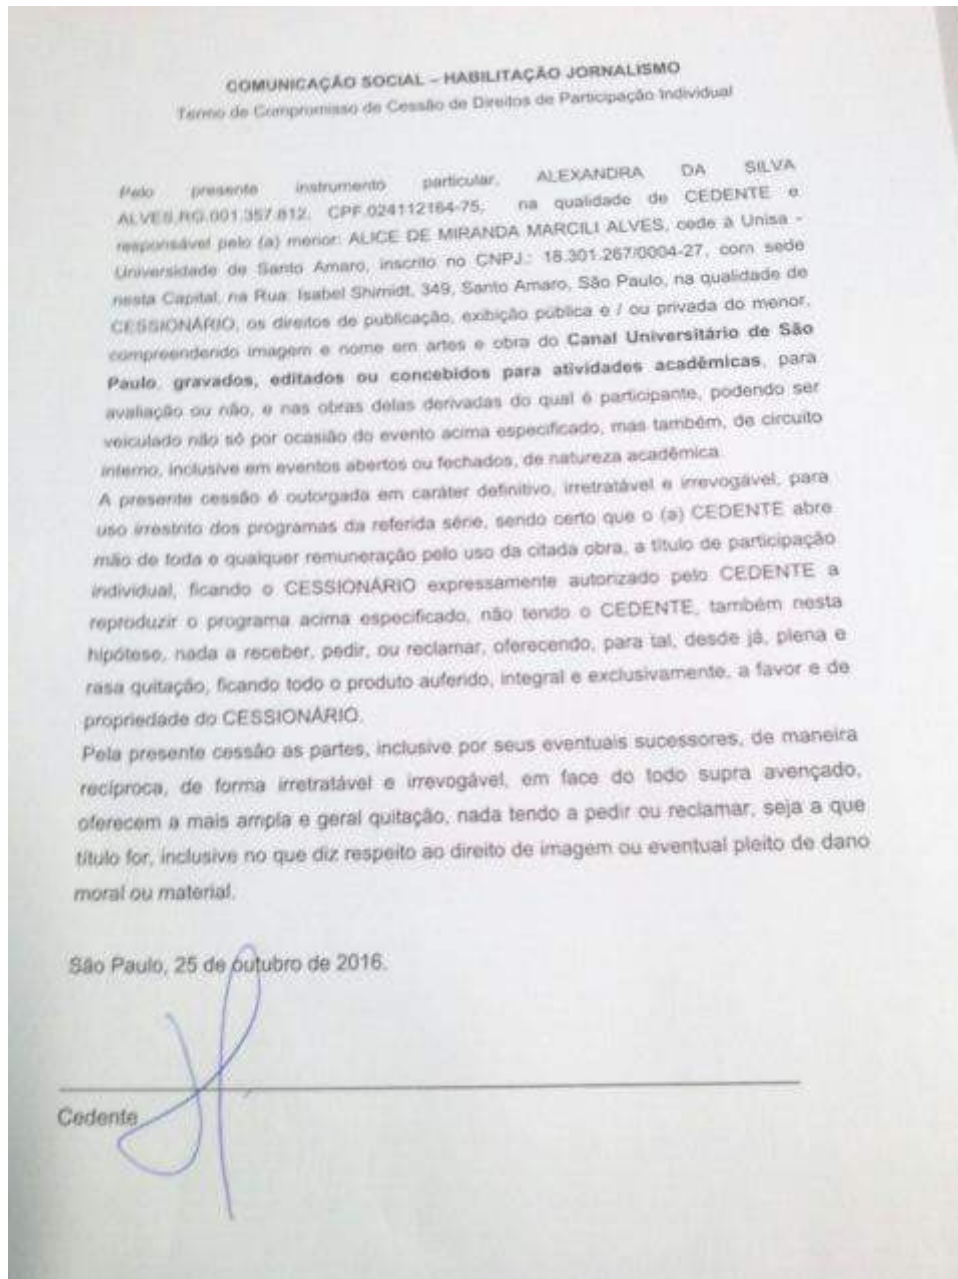 COMUNICAÇÃO SOCIAL – HABILITAÇÃO JORNALISMO
Termo de Compromisso de Cessão de Direitos de Participação Individual
Pelo presente instrumento particular, ALEXANDRA DA SILVA
ALVES,RG.001.357.812, CPF.024112164-75, na qualidade de CEDENTE e
responsável pelo (a) menor: ALICE DE MIRANDA MARCILI ALVES, cede à Unisa -
Universidade de Santo Amaro, inscrito no CNPJ.: 18.301.267/0004-27, com sede
nesta Capital, na Rua: Isabel Shimidt, 349, Santo Amaro, São Paulo, na qualidade de
CESSIONÁRIO, os direitos de publicação, exibição pública e / ou privada do menor,
compreendendo imagem e nome em artes e obra do Canal Universitário de São
Paulo, gravados, editados ou concebidos para atividades acadêmicas, para
avaliação ou não, e nas obras delas derivadas do qual é participante, podendo ser
veiculado não só por ocasião do evento acima especificado, mas também, de circuito
interno, inclusive em eventos abertos ou fechados, de natureza acadêmica.
A presente cessão é outorgada em caráter definitivo, irretratável e irrevogável, para
uso irrestrito dos programas da referida série, sendo certo que o (a) CEDENTE abre
mão de toda e qualquer remuneração pelo uso da citada obra, a título de participação
individual, ficando o CESSIONÁRIO expressamente autorizado pelo CEDENTE a
reproduzir o programa acima especificado, não tendo o CEDENTE, também nesta
hipótese, nada a receber, pedir, ou reclamar, oferecendo, para tal, desde já, plena e
rasa quitação, ficando todo o produto auferido, integral e exclusivamente, a favor e de
propriedade do CESSIONÁRIO.
Pela presente cessão as partes, inclusive por seus eventuais sucessores, de maneira
recíproca, de forma irretratável e irrevogável, em face do todo supra avençado,
oferecem a mais ampla e geral quitação, nada tendo a pedir ou reclamar, seja a que
título for, inclusive no que diz respeito ao direito de imagem ou eventual pleito de dano
moral ou material.
São Paulo, 25 de outubro de 2016.
Cedente